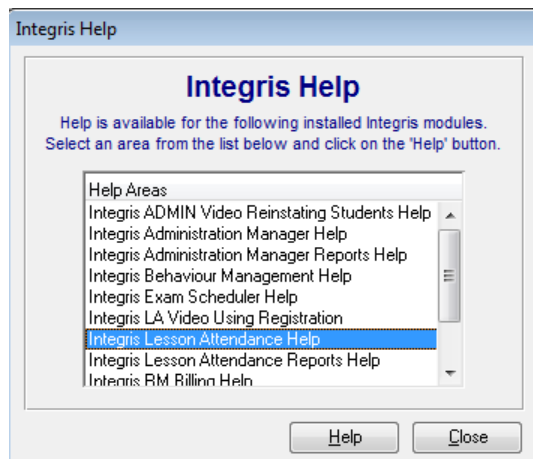 Integris Help
Integris Help
Help is available for the following installed Integris modules.
Select an area from the list below and click on the 'Help' button.
Help Areas
Integris ADMIN Video Reinstating Students Help
Integris Administration Manager Help
Integris Administration Manager Reports Help
Integris Behaviour Management Help
Integris Exam Scheduler Help
Integris LA Video Using Registration
Integris Lesson Attendance Help
Integris Lesson Attendance Reports Help
Integris RM Billing Help
Help
Close